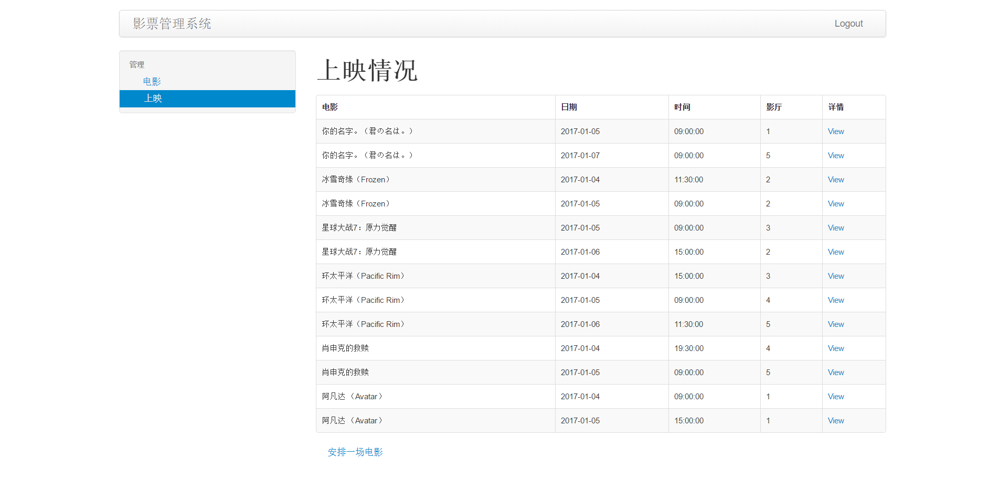 影票管理系统 Logout
管理
电影
上映
上映情况
电影 日期 时间 影厅 详情
你的名字。（君の名は。） 2017-01-05 09:00:00 1 View
你的名字。（君の名は。） 2017-01-07 09:00:00 5 View
冰雪奇缘（Frozen） 2017-01-04 11:30:00 2 View
冰雪奇缘（Frozen） 2017-01-05 09:00:00 2 View
星球大战7：原力觉醒 2017-01-05 09:00:00 3 View
星球大战7：原力觉醒 2017-01-06 15:00:00 2 View
环太平洋（Pacific Rim） 2017-01-04 15:00:00 3 View
环太平洋（Pacific Rim） 2017-01-05 09:00:00 4 View
环太平洋（Pacific Rim） 2017-01-06 11:30:00 5 View
肖申克的救赎 2017-01-04 19:30:00 4 View
肖申克的救赎 2017-01-05 09:00:00 5 View
阿凡达 （Avatar） 2017-01-04 09:00:00 1 View
阿凡达 （Avatar） 2017-01-05 15:00:00 1 View
安排一场电影